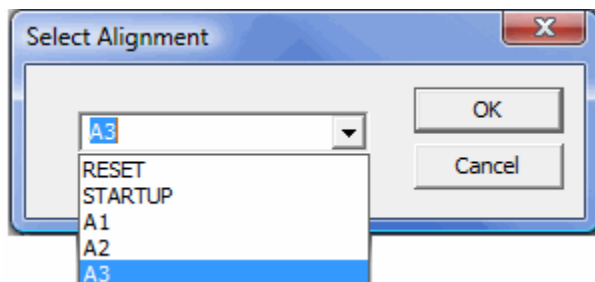 Select Alignment
A3
OK
Cancel
RESET
STARTUP
A1
A2
A3